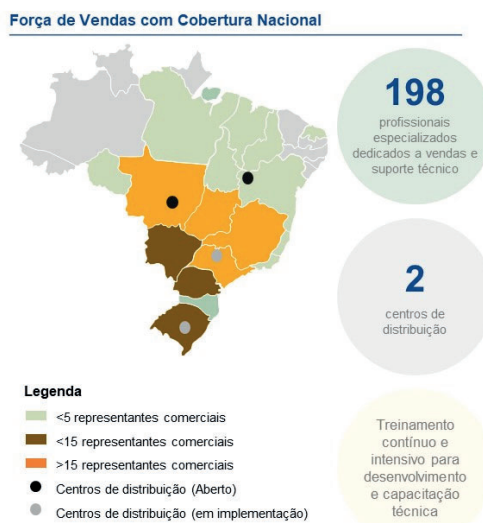 Força de Vendas com Cobertura Nacional
198
profissionais
especializados
dedicados a vendas e
suporte técnico
2
centros de
distribuição
Legenda
<5 representantes comerciais
<15 representantes comerciais
>15 representantes comerciais
Centros de distribuição (Aberto)
Centros de distribuição (em implementação)
Treinamento
contínuo e
intensivo para
desenvolvimento
e capacitação
técnica